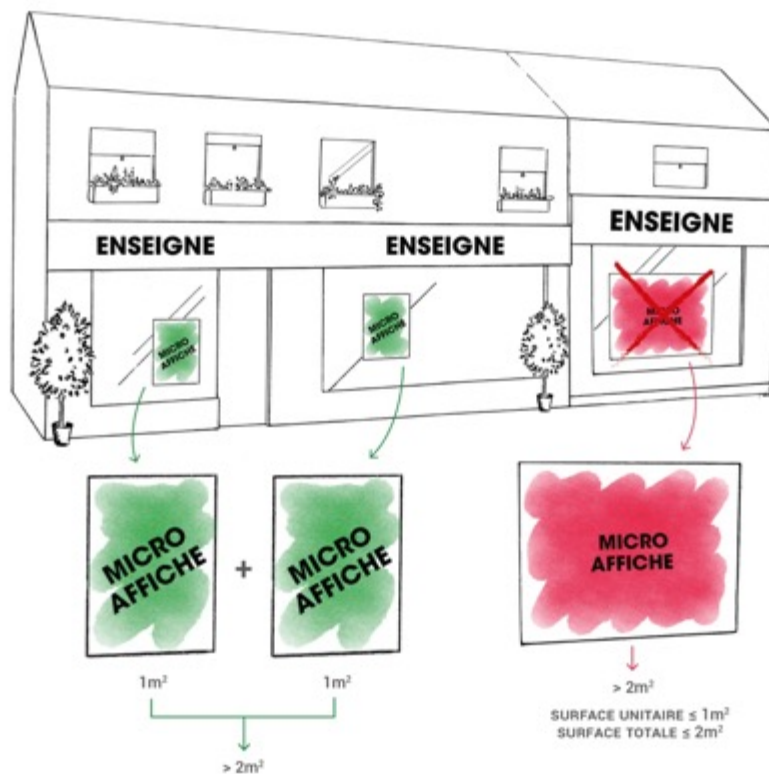 ENSEIGNE
ENSEIGNE
ENSEIGNE
MICRO
AFFICHE
MICRO
AFFICHE
MICRO
AFFICHE
MICRO
AFFICHE
+
MICRO
AFFICHE
MICRO
AFFICHE
1m²
1m²
> 2m²
> 2m²
SURFACE UNITAIRE ≤ 1m²
SURFACE TOTALE ≤ 2m²